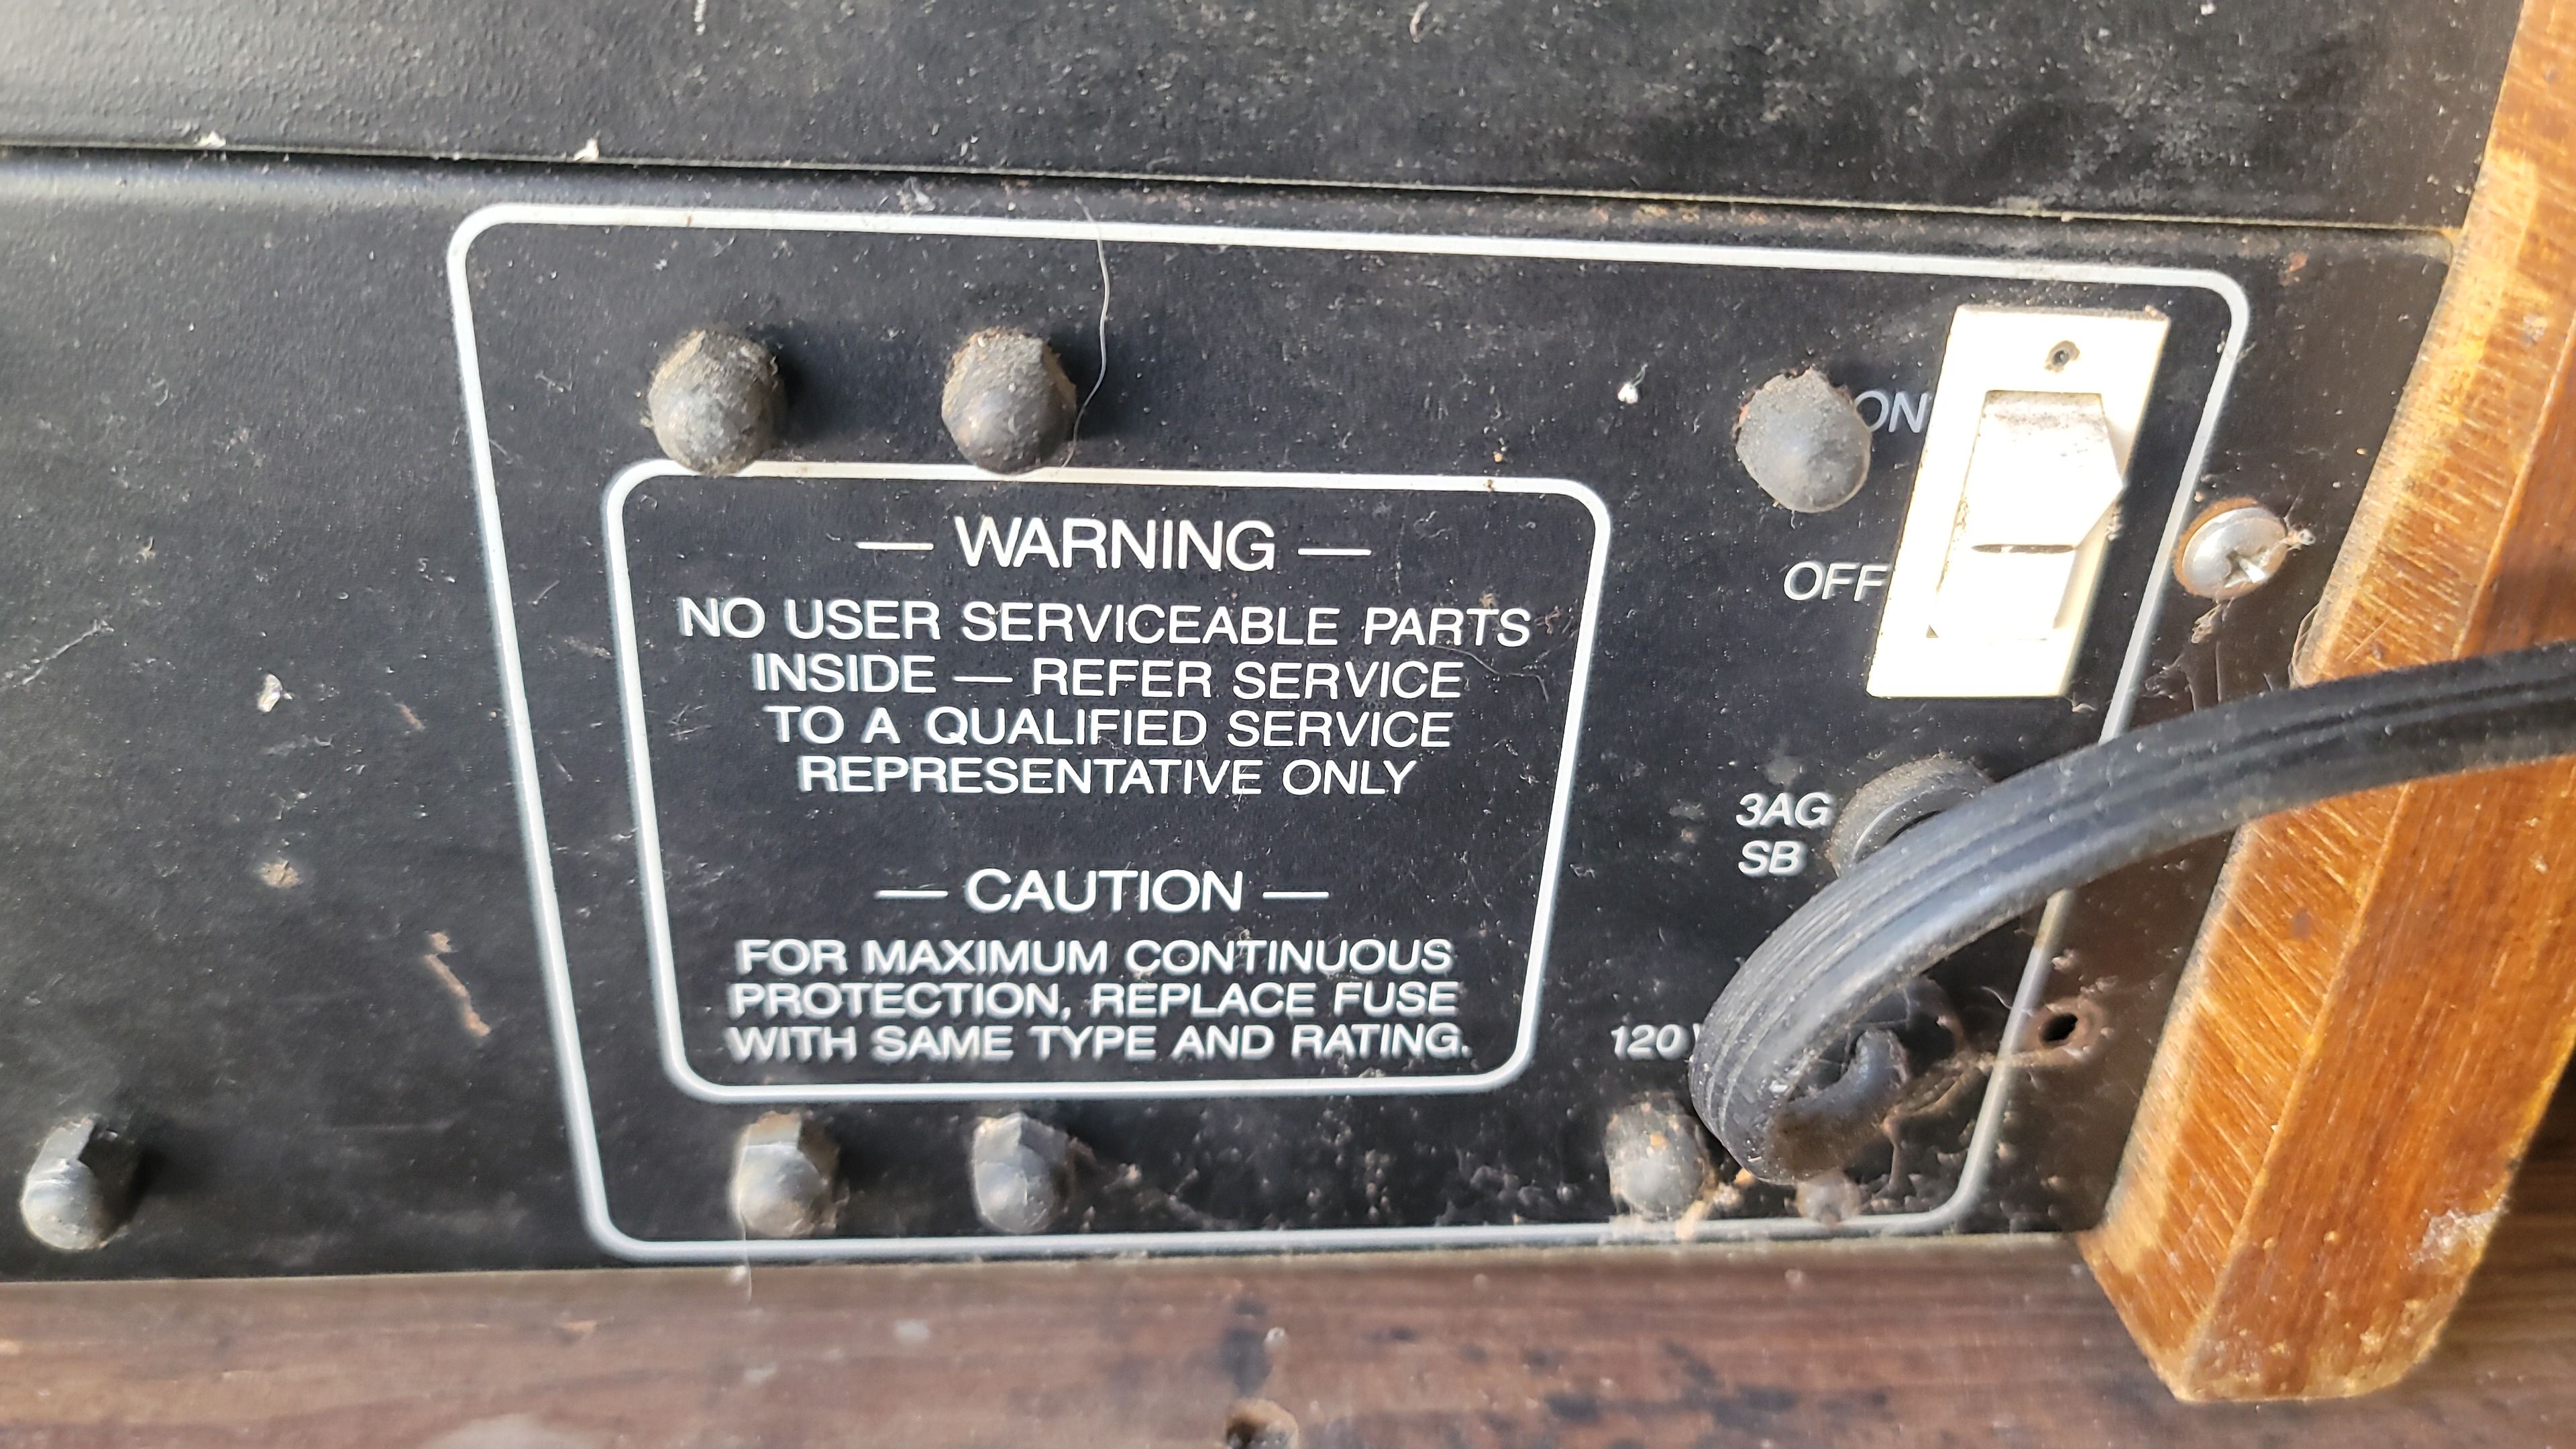 — WARNING —
NO USER SERVICEABLE PARTS
INSIDE — REFER SERVICE
TO A QUALIFIED SERVICE
REPRESENTATIVE ONLY
— CAUTION —
FOR MAXIMUM CONTINUOUS
PROTECTION, REPLACE FUSE
WITH SAME TYPE AND RATING.
ON
OFF
3AG
SB
120